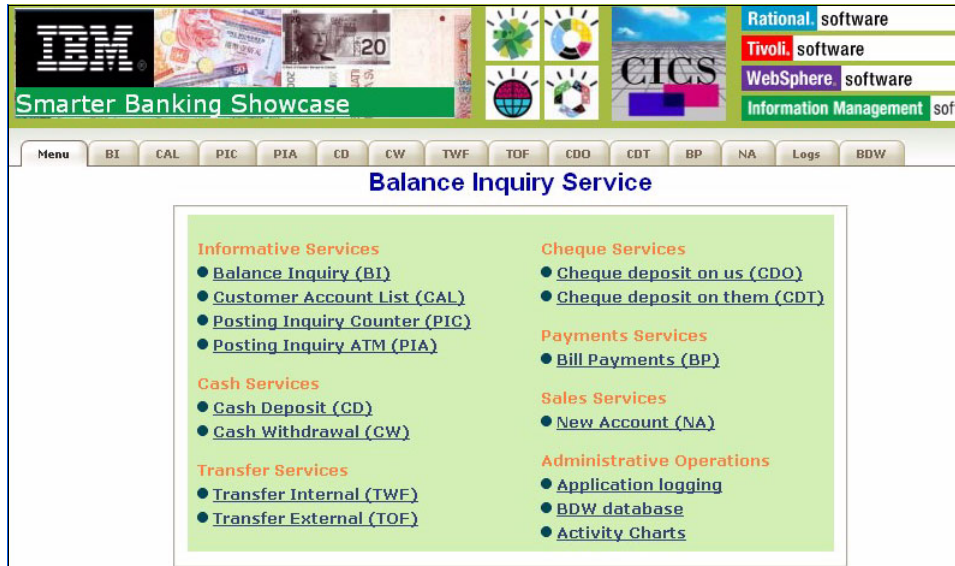 IBM
Smarter Banking Showcase
20
50
CICS
Rational. software
Tivoli. software
WebSphere. software
Information Management sof
Menu BI CAL PIC PIA CD CW TWF TOF CDO CDT BP NA Logs BDW
Balance Inquiry Service
Informative Services
Balance Inquiry (BI)
Customer Account List (CAL)
Posting Inquiry Counter (PIC)
Posting Inquiry ATM (PIA)
Cash Services
Cash Deposit (CD)
Cash Withdrawal (CW)
Transfer Services
Transfer Internal (TWF)
Transfer External (TOF)
Cheque Services
Cheque deposit on us (CDO)
Cheque deposit on them (CDT)
Payments Services
Bill Payments (BP)
Sales Services
New Account (NA)
Administrative Operations
Application logging
BDW database
Activity Charts